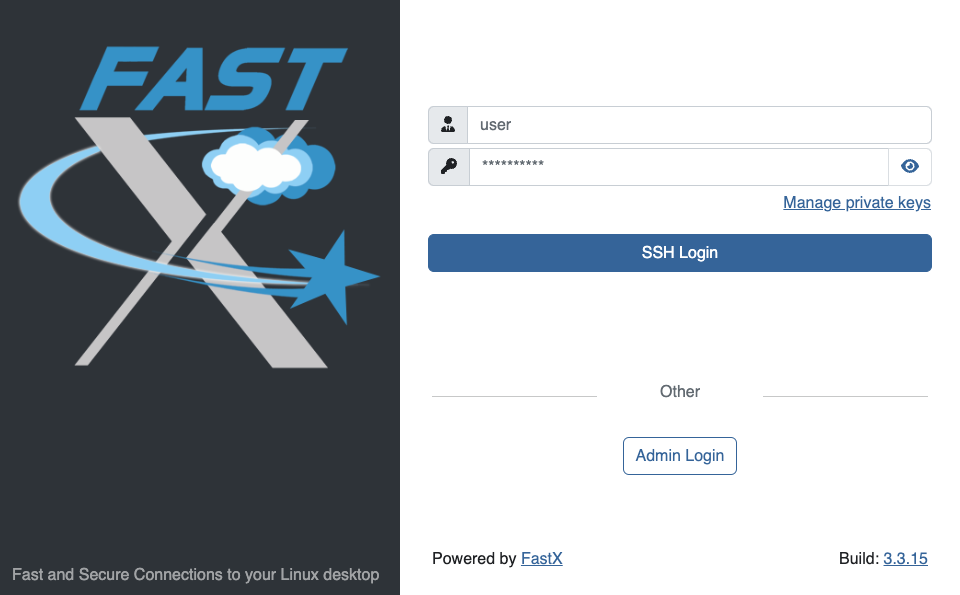 FAST
X
Fast and Secure Connections to your Linux desktop
user
**********
Manage private keys
SSH Login
Other
Admin Login
Powered by FastX
Build: 3.3.15